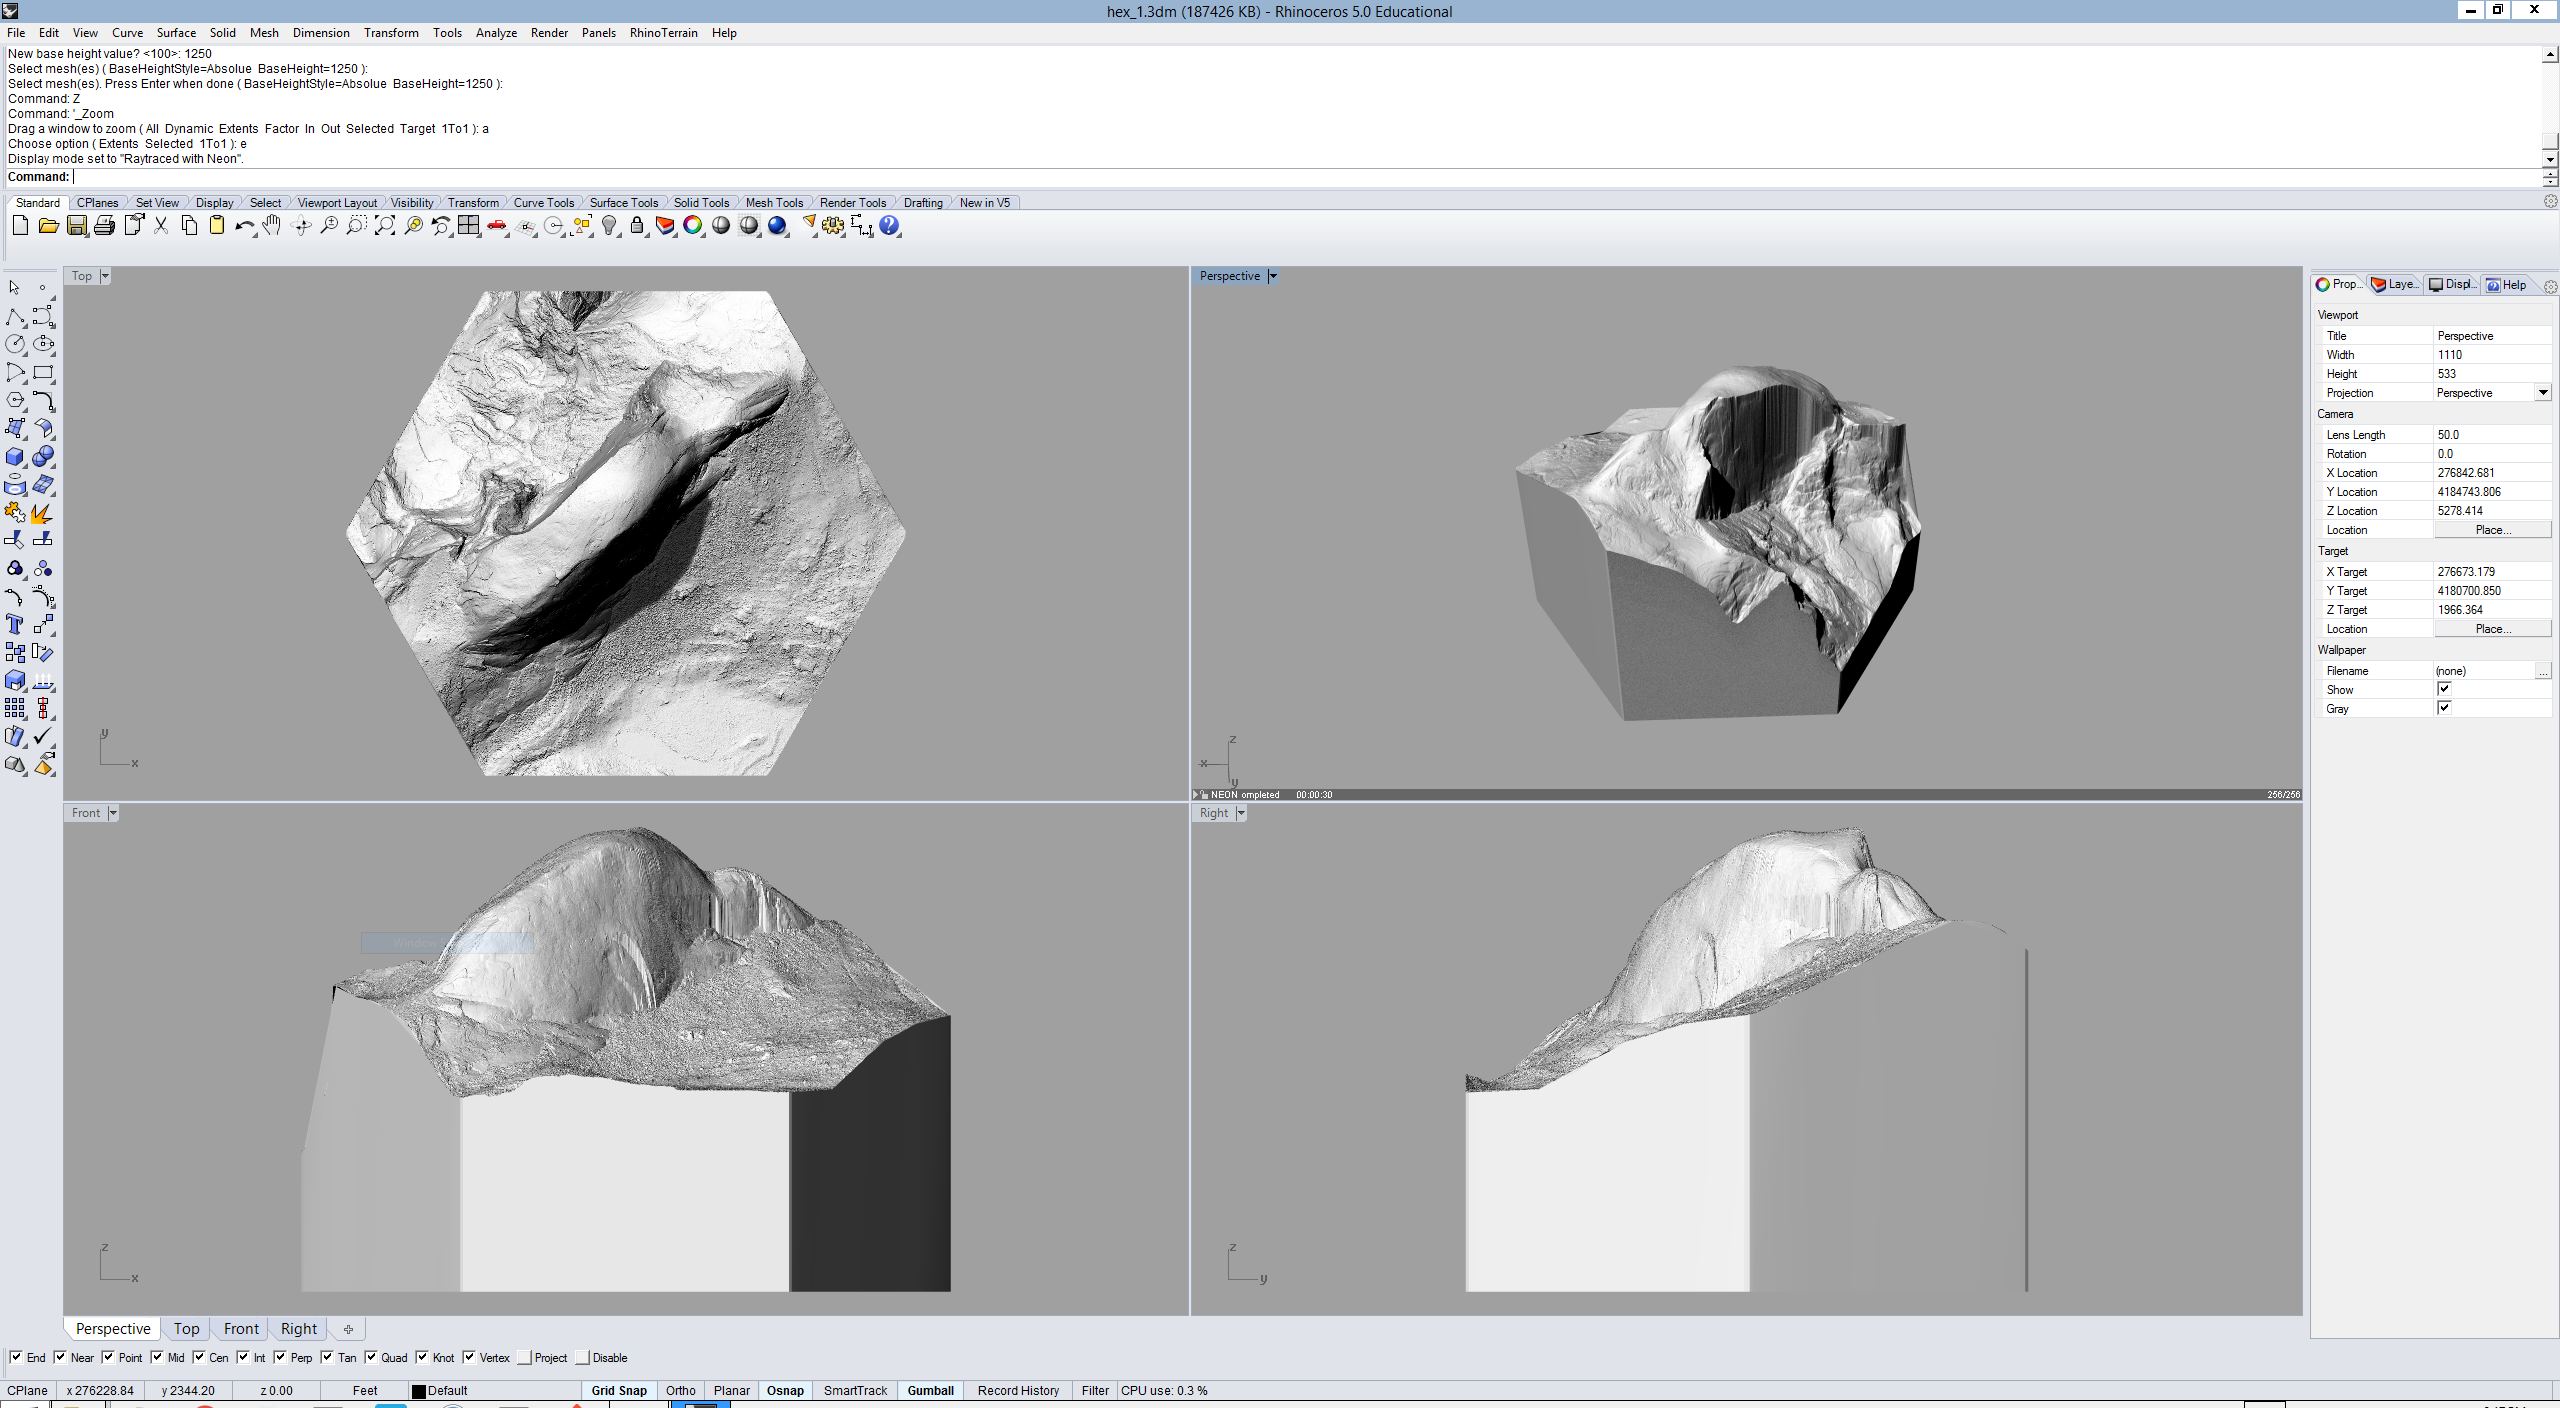 hex_1.3dm (187426 KB) - Rhinoceros 5.0 Educational
File Edit View Curve Surface Solid Mesh Dimension Transform Tools Analyze Render Panels RhinoTerrain Help
New base height value? <100>: 1250
Select mesh(es) ( BaseHeightStyle=Absolue BaseHeight=1250 ):
Select mesh(es). Press Enter when done ( BaseHeightStyle=Absolue BaseHeight=1250 ):
Command: Z
Command: '_Zoom
Drag a window to zoom ( All Dynamic Extents Factor In Out Selected Target 1To1 ): a
Choose option ( Extents Selected 1To1 ): e
Display mode set to "Raytraced with Neon".
Command:
Standard CPlanes Set View Display Select Viewport Layout Visibility Transform Curve Tools Surface Tools Solid Tools Mesh Tools Render Tools Drafting New in V5
Top
y
x
Perspective
z
x
y
NEON ompleted 00:00:30 256/256
Front
Window
z
x
Right
z
y
Prop... Laye... Displ... Help
Viewport
Title Perspective
Width 1110
Height 533
Projection Perspective
Camera
Lens Length 50.0
Rotation 0.0
X Location 276842.681
Y Location 4184743.806
Z Location 5278.414
Location Place...
Target
X Target 276673.179
Y Target 4180700.850
Z Target 1966.364
Location Place...
Wallpaper
Filename (none) ...
Show
Gray
Perspective Top Front Right
End Near Point Mid Cen Int Perp Tan Quad Knot Vertex Project Disable
CPlane x 276228.84 y 2344.20 z 0.00 Feet Default Grid Snap Ortho Planar Osnap SmartTrack Gumball Record History Filter CPU use: 0.3 %